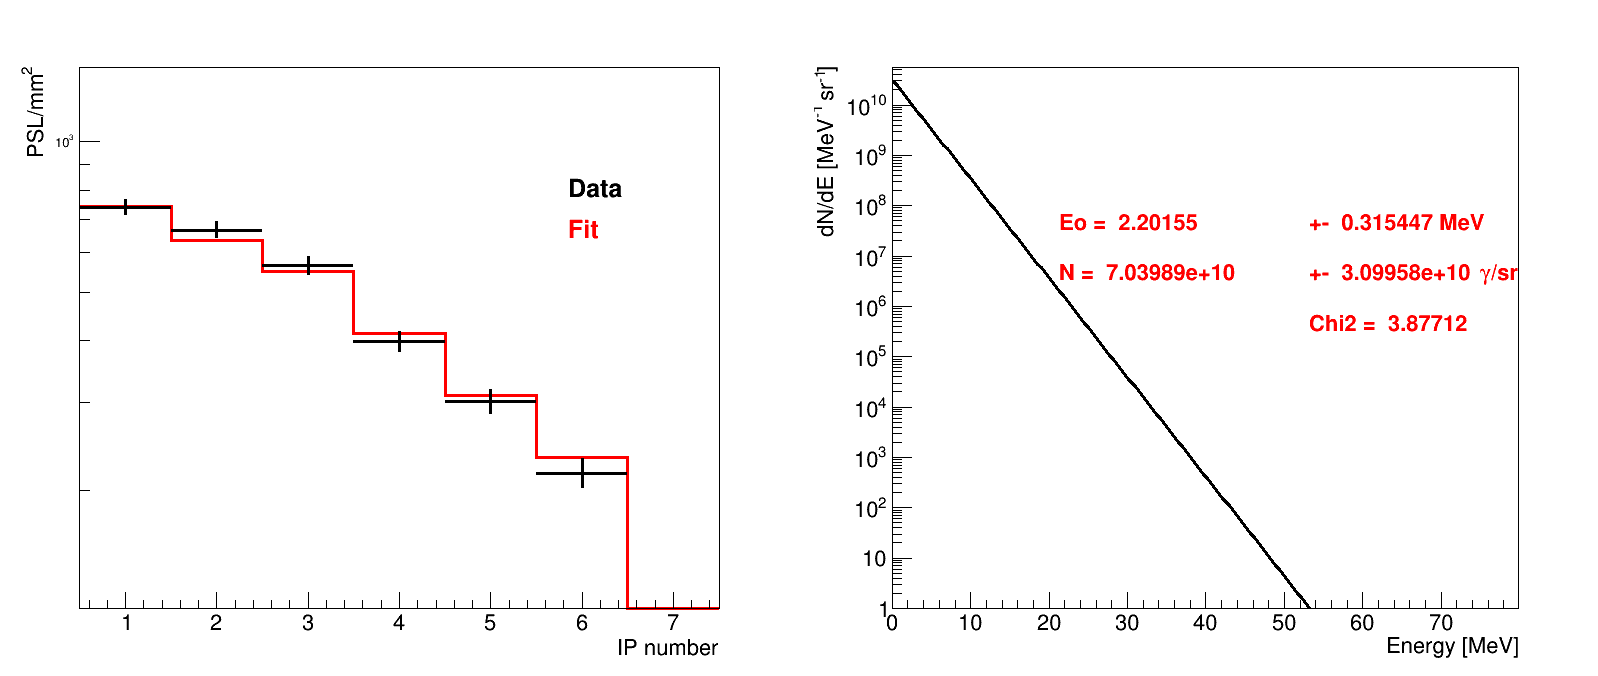 PSL/mm²
10³
Data
Fit
1 2 3 4 5 6 7
IP number
dN/dE [MeV⁻¹ sr⁻¹]
10¹⁰
10⁹
10⁸
10⁷
10⁶
10⁵
10⁴
10³
10²
10
1
Eo = 2.20155 +- 0.315447 MeV
N = 7.03989e+10 +- 3.09958e+10 γ/sr
Chi2 = 3.87712
0 10 20 30 40 50 60 70
Energy [MeV]